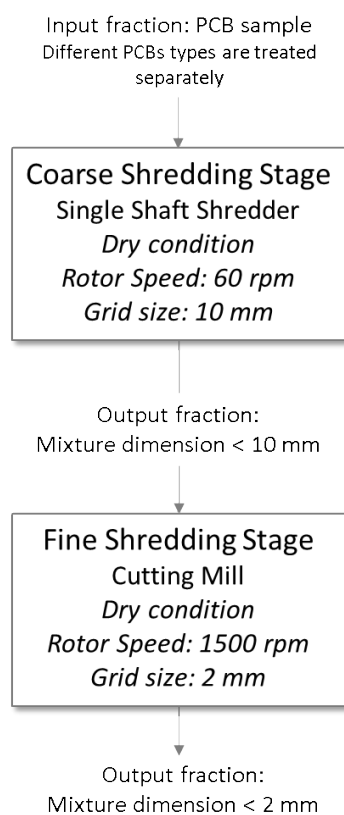 Input fraction: PCB sample
Different PCBs types are treated
separately
Coarse Shredding Stage
Single Shaft Shredder
Dry condition
Rotor Speed: 60 rpm
Grid size: 10 mm
Output fraction:
Mixture dimension < 10 mm
Fine Shredding Stage
Cutting Mill
Dry condition
Rotor Speed: 1500 rpm
Grid size: 2 mm
Output fraction:
Mixture dimension < 2 mm